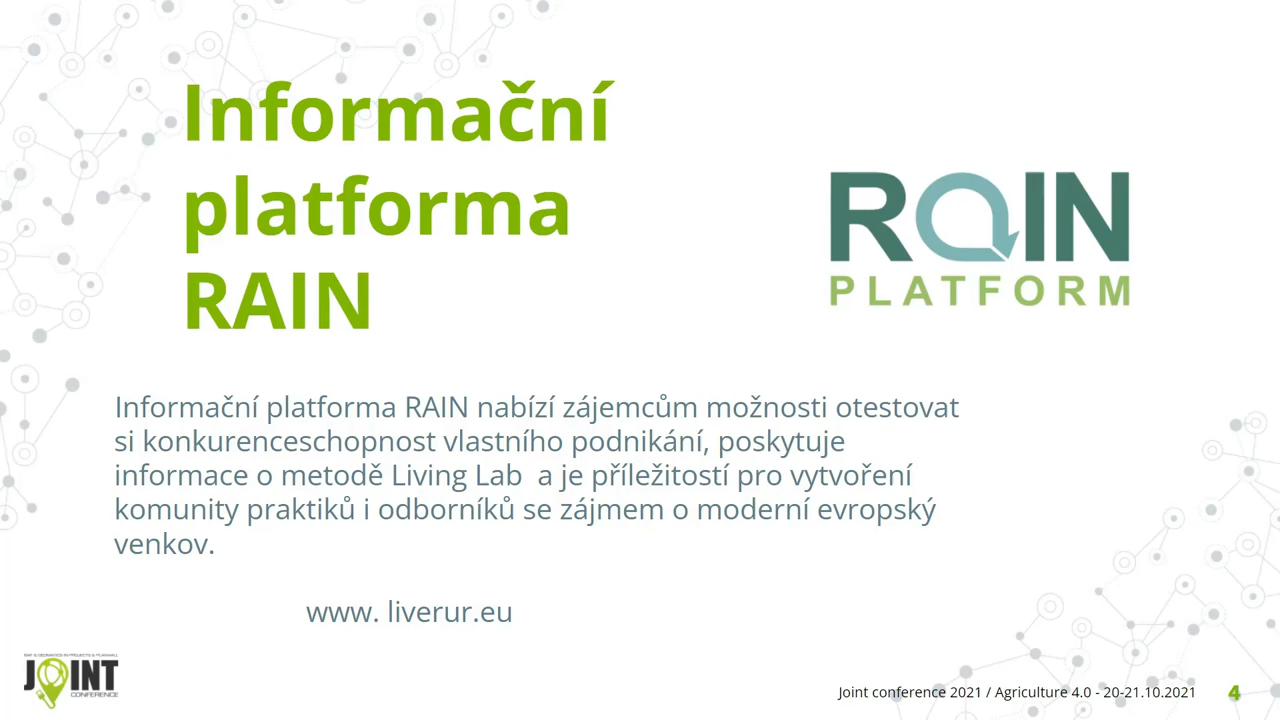 Informační
platforma
RAIN
RAIN
PLATFORM
Informační platforma RAIN nabízí zájemcům možnosti otestovat
si konkurenceschopnost vlastního podnikání, poskytuje
informace o metodě Living Lab  a je příležitostí pro vytvoření
komunity praktiků i odborníků se zájmem o moderní evropský
venkov.
www. liverur.eu
JOINT
CONFERENCE
Joint conference 2021 / Agriculture 4.0 - 20-21.10.2021
4